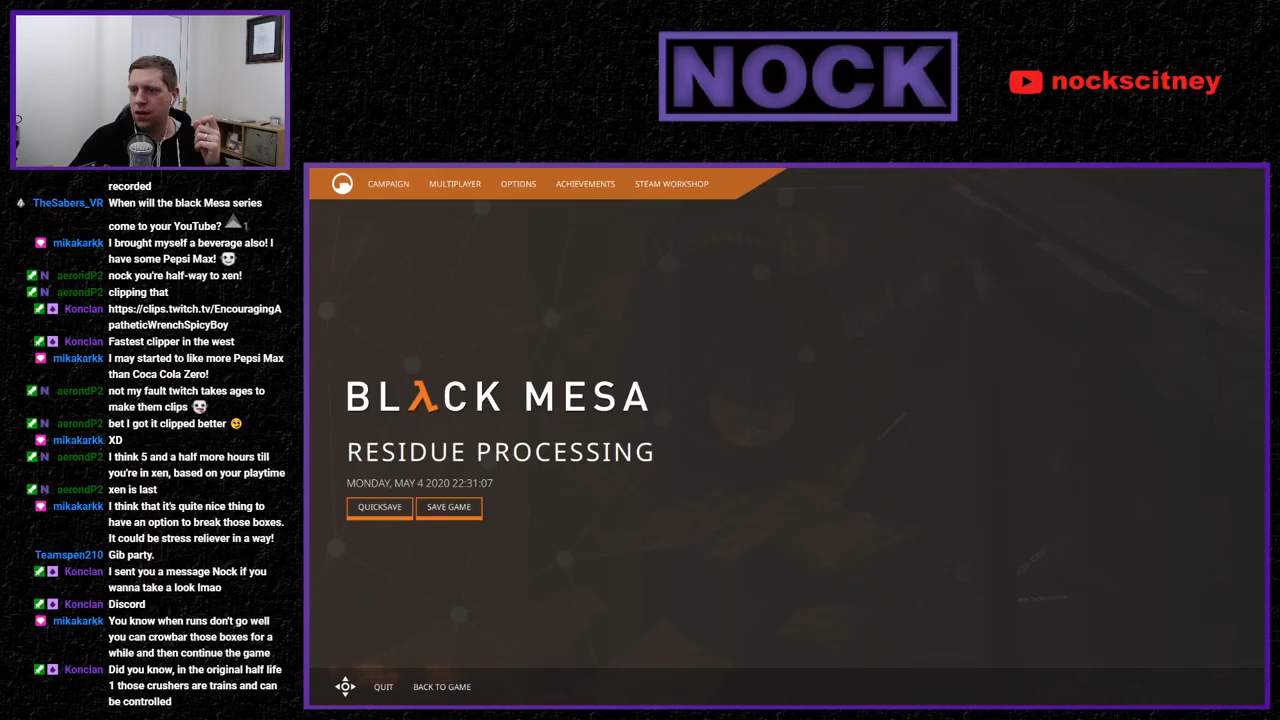 NOCK
nockscitney
CAMPAIGN MULTIPLAYER OPTIONS ACHIEVEMENTS STEAM WORKSHOP
BLλCK MESA
RESIDUE PROCESSING
MONDAY, MAY 4 2020 22:31:07
QUICKSAVE SAVE GAME
QUIT BACK TO GAME
recorded
TheSabers_VR When will the black Mesa series
come to your YouTube? 1
mikakarkk I brought myself a beverage also! I
have some Pepsi Max!
aerondP2 nock you're half-way to xen!
aerondP2 clipping that
Konclan https://clips.twitch.tv/EncouragingA
patheticWrenchSpicyBoy
Konclan Fastest clipper in the west
mikakarkk I may started to like more Pepsi Max
than Coca Cola Zero!
aerondP2 not my fault twitch takes ages to
make them clips
aerondP2 bet I got it clipped better 😏
mikakarkk XD
aerondP2 I think 5 and a half more hours till
you're in xen, based on your playtime
aerondP2 xen is last
mikakarkk I think that it's quite nice thing to
have an option to break those boxes.
It could be stress reliever in a way!
Teamspen210 Gib party.
Konclan I sent you a message Nock if you
wanna take a look lmao
Konclan Discord
mikakarkk You know when runs don't go well
you can crowbar those boxes for a
while and then continue the game
Konclan Did you know, in the original half life
1 those crushers are trains and can
be controlled